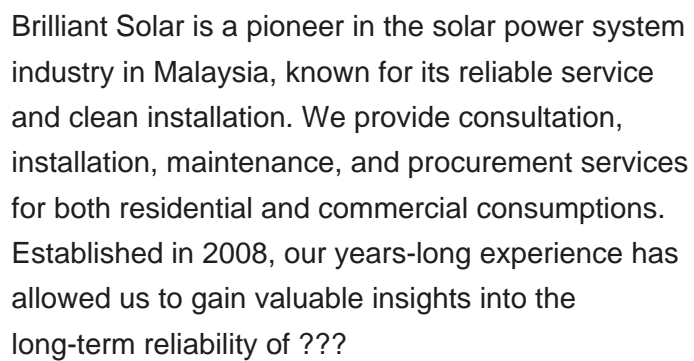 Brilliant Solar is a pioneer in the solar power system
industry in Malaysia, known for its reliable service
and clean installation. We provide consultation,
installation, maintenance, and procurement services
for both residential and commercial consumptions.
Established in 2008, our years-long experience has
allowed us to gain valuable insights into the
long-term reliability of ???